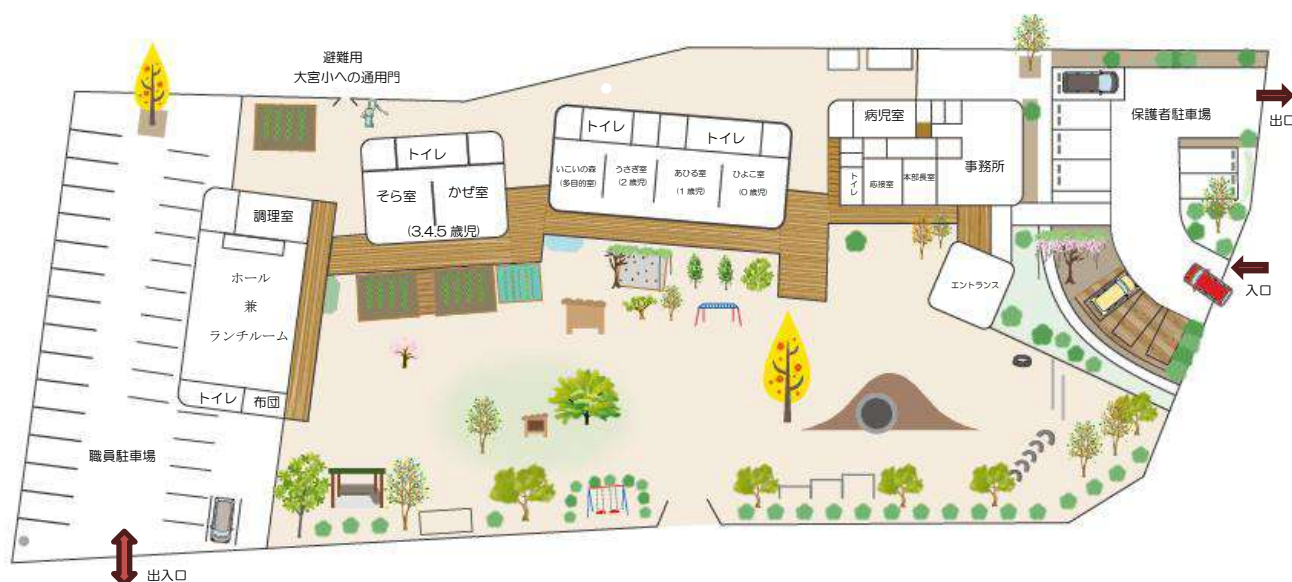 避難用
大宮小への通用門
保護者駐車場
出口
入口
病児室
事務所
トイレ
応接室
本部長室
エントランス
トイレ
トイレ
いこいの森
(多目的室)
うさぎ室
(2歳児)
あひる室
(1歳児)
ひよこ室
(0歳児)
トイレ
そら室
かぜ室
(3.4.5歳児)
調理室
ホール
兼
ランチルーム
トイレ
布団
職員駐車場
出入口